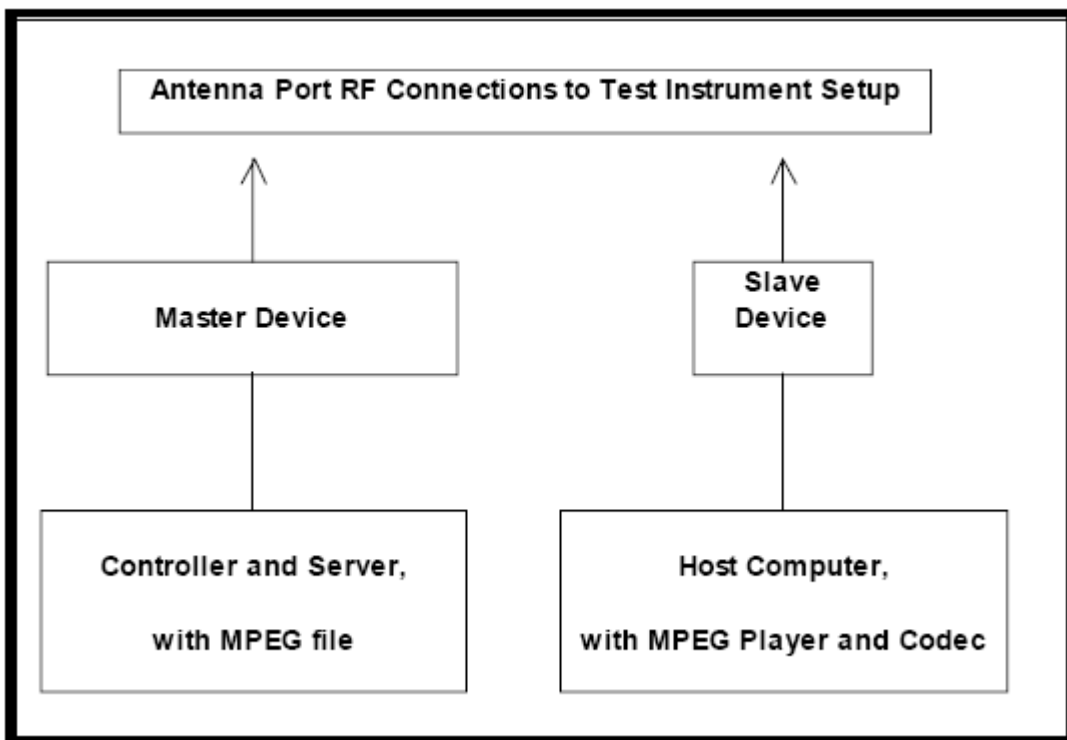 Antenna Port RF Connections to Test Instrument Setup
Master Device
Slave
Device
Controller and Server,
with MPEG file
Host Computer,
with MPEG Player and Codec